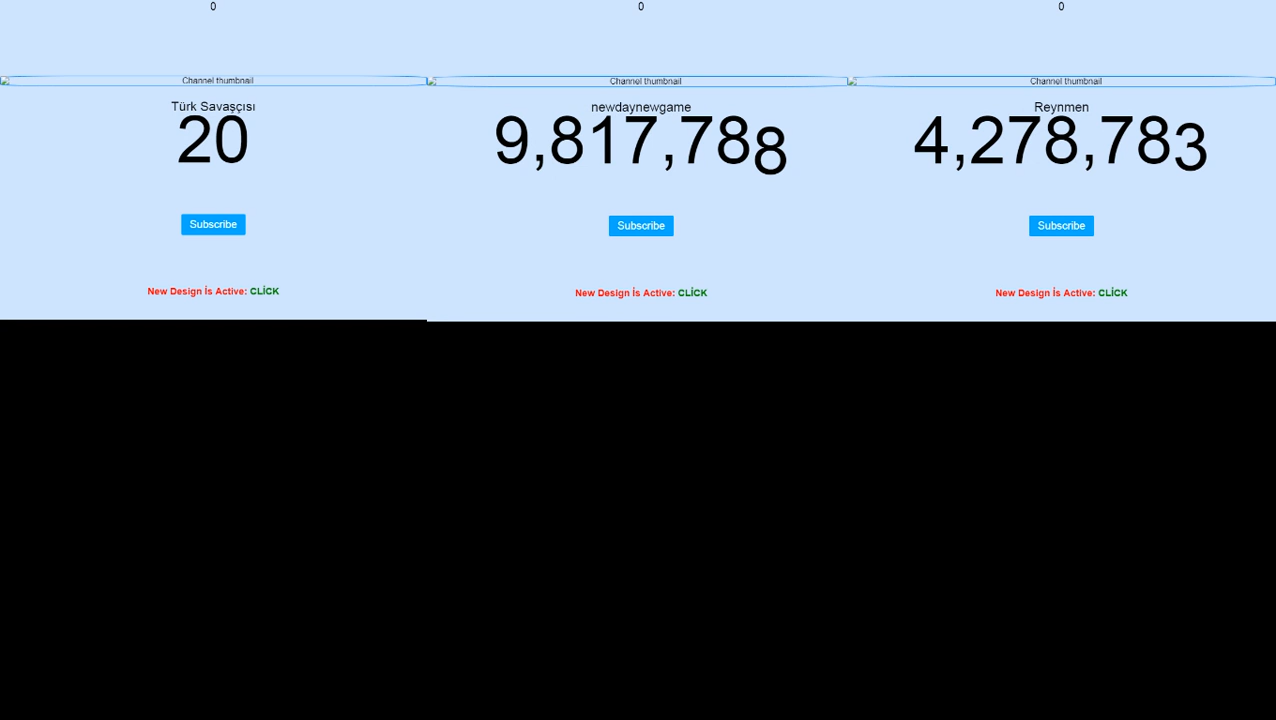 0
Channel thumbnail
Türk Savaşçısı
20
Subscribe
New Design İs Active: CLİCK
0
Channel thumbnail
newdaynewgame
9,817,788
Subscribe
New Design İs Active: CLİCK
0
Channel thumbnail
Reynmen
4,278,783
Subscribe
New Design İs Active: CLİCK